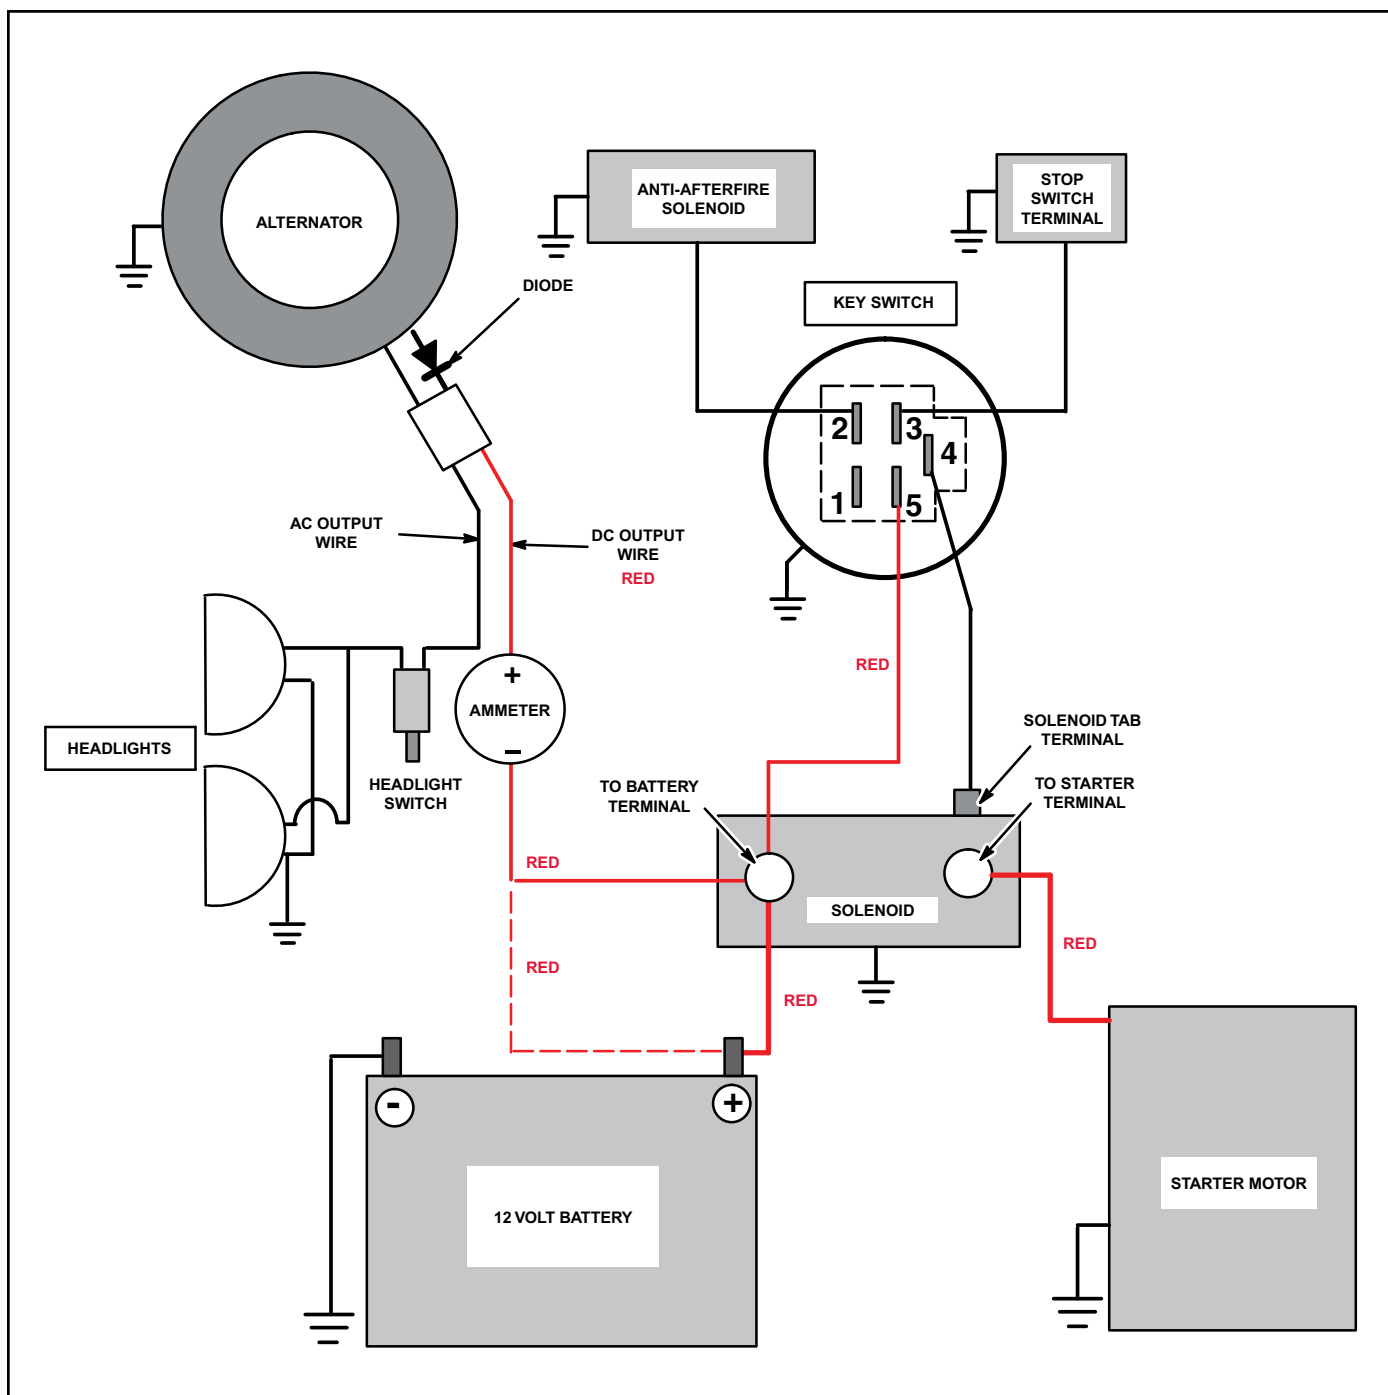 ALTERNATOR
ANTI-AFTERFIRE
SOLENOID
STOP
SWITCH
TERMINAL
DIODE
KEY SWITCH
2
3
4
1
5
AC OUTPUT
WIRE
DC OUTPUT
WIRE
RED
RED
+
AMMETER
–
HEADLIGHTS
HEADLIGHT
SWITCH
SOLENOID TAB
TERMINAL
TO BATTERY
TERMINAL
TO STARTER
TERMINAL
RED
SOLENOID
RED
RED
RED
-
+
12 VOLT BATTERY
STARTER MOTOR